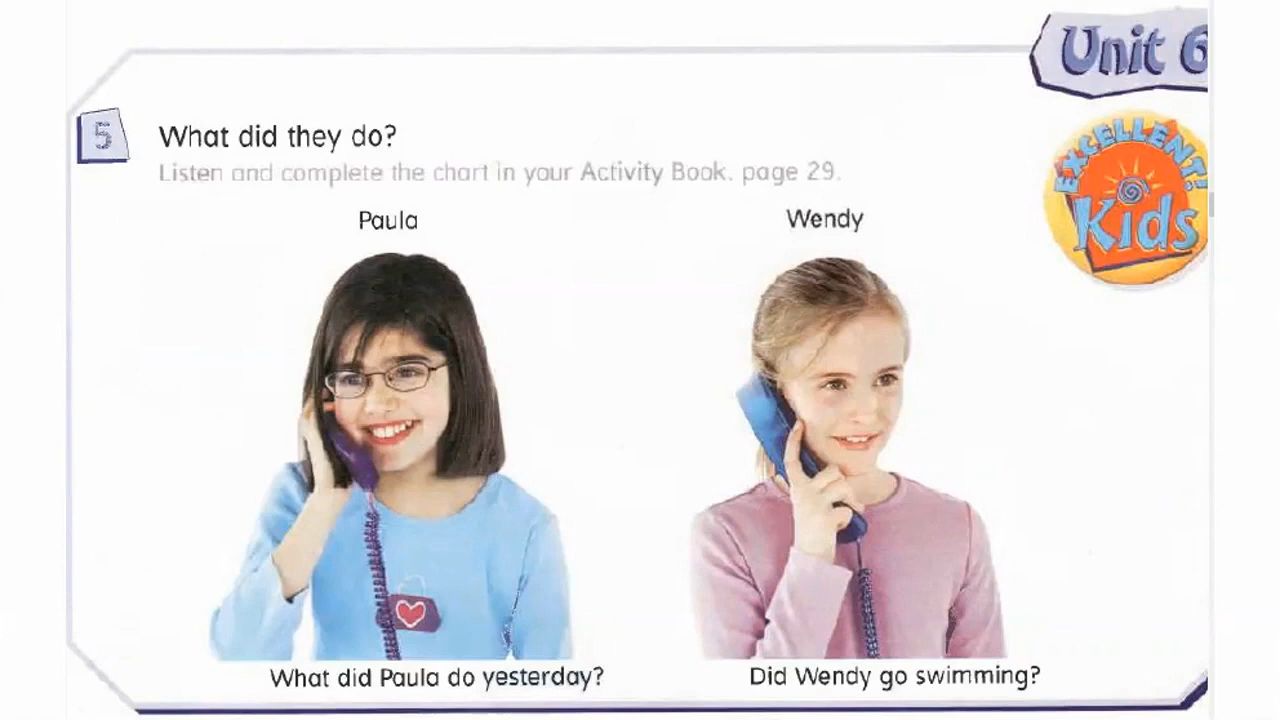 Unit 6
5
What did they do?
Listen and complete the chart in your Activity Book. page 29.
EXCELLENT!
Kids
Paula
Wendy
What did Paula do yesterday?
Did Wendy go swimming?